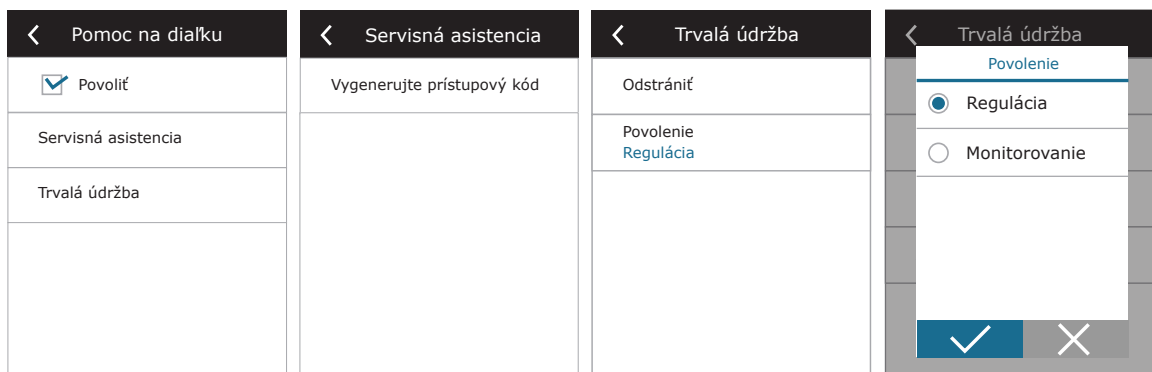 Pomoc na diaľku
Povoliť
Servisná asistencia
Trvalá údržba
Servisná asistencia
Vygenerujte prístupový kód
Trvalá údržba
Odstrániť
Povolenie
Regulácia
Trvalá údržba
Povolenie
Regulácia
Monitorovanie